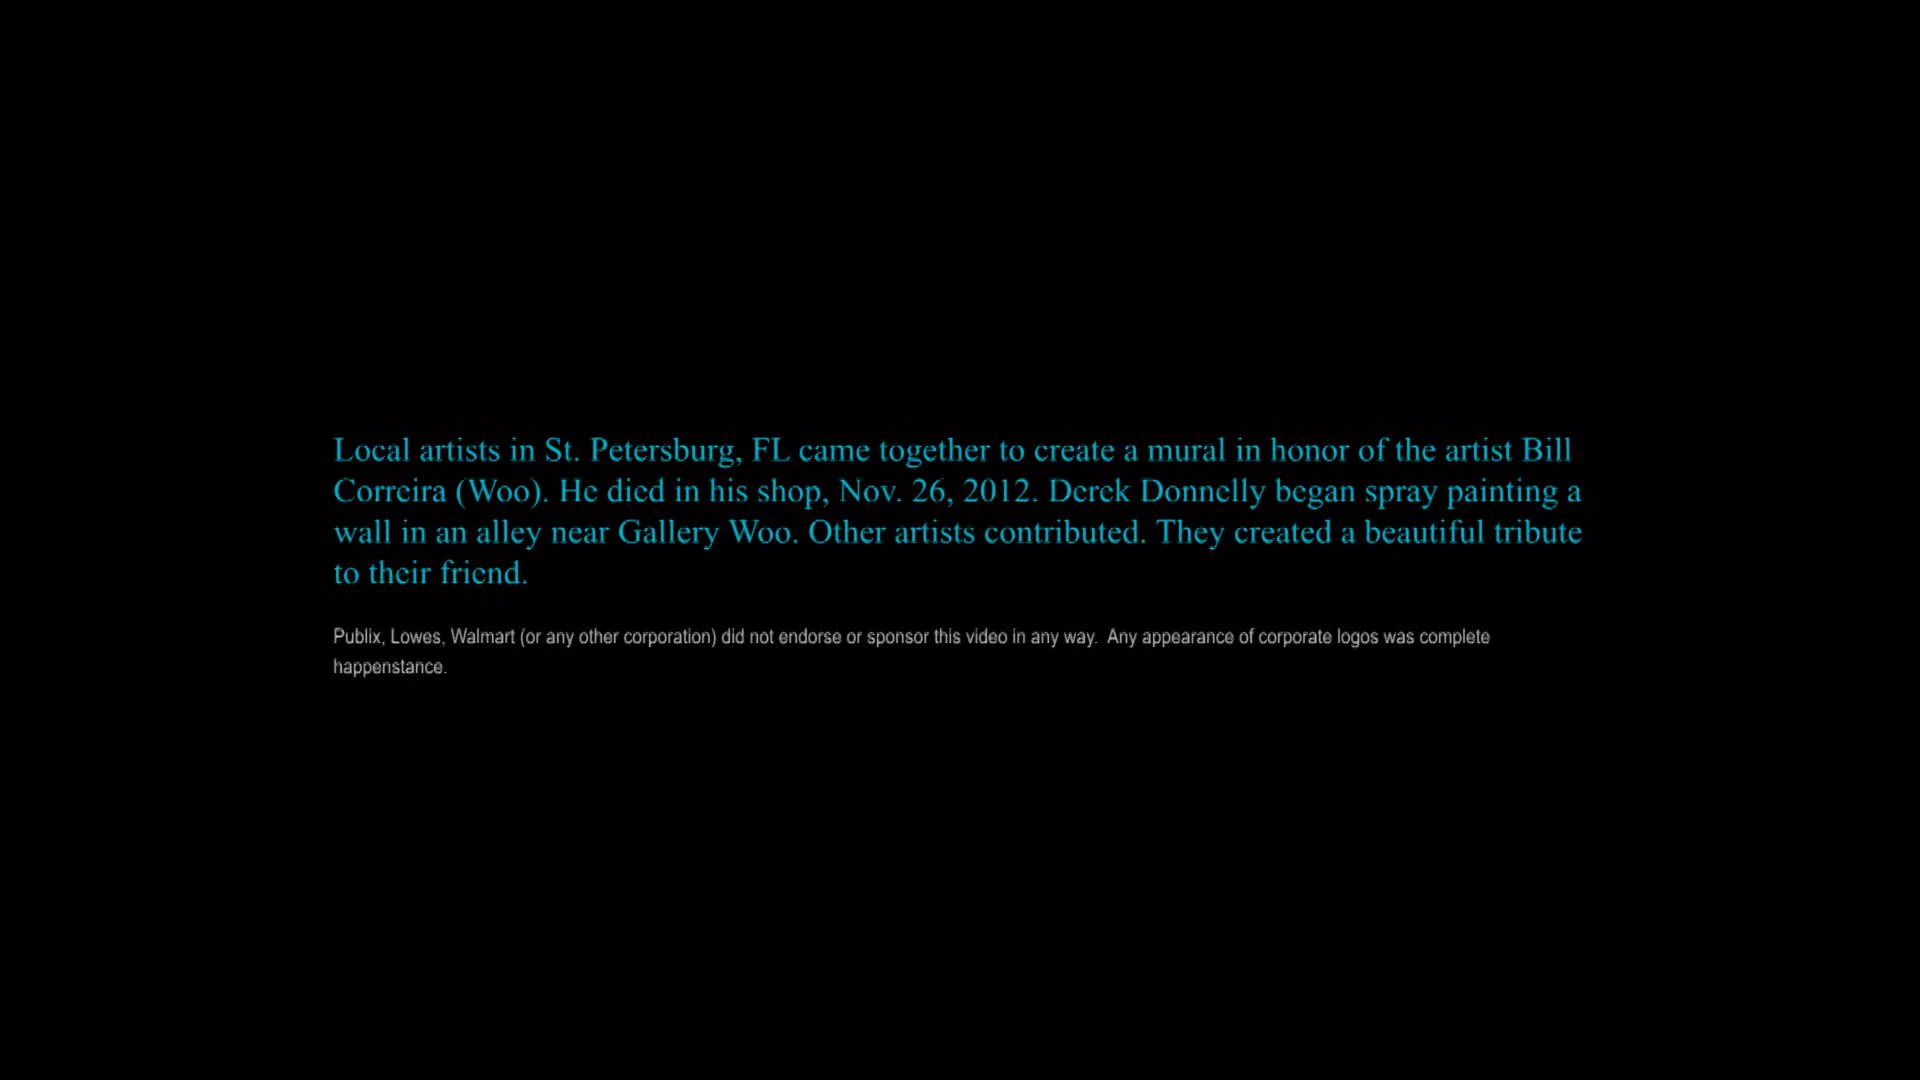 Local artists in St. Petersburg, FL came together to create a mural in honor of the artist Bill
Correira (Woo). He died in his shop, Nov. 26, 2012. Derek Donnelly began spray painting a
wall in an alley near Gallery Woo. Other artists contributed. They created a beautiful tribute
to their friend.
Publix, Lowes, Walmart (or any other corporation) did not endorse or sponsor this video in any way.  Any appearance of corporate logos was complete
happenstance.